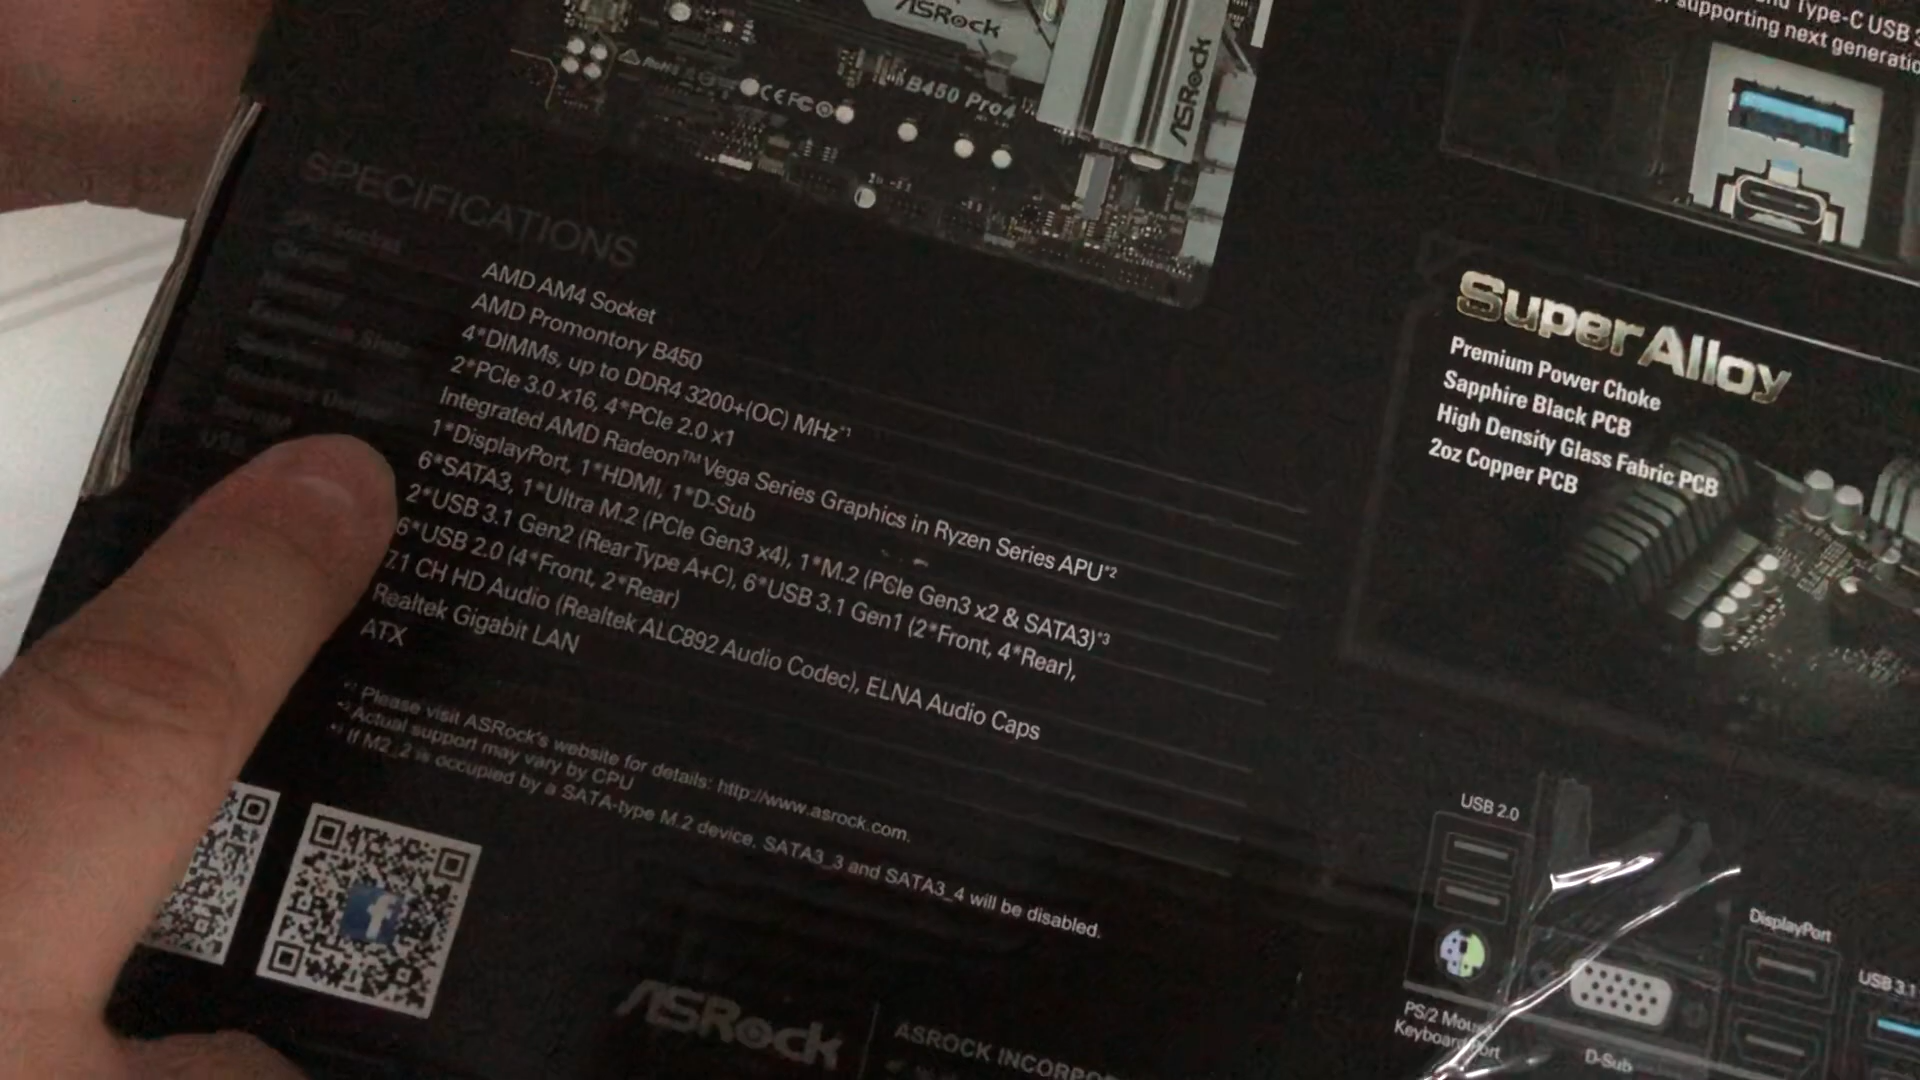 ASRock
ASRock
B450 Pro4
Type-C USB 3
supporting next generatio
SPECIFICATIONS
AMD AM4 Socket
AMD Promontory B450
4*DIMMs, up to DDR4 3200+(OC) MHz*1
2*PCIe 3.0 x16, 4*PCIe 2.0 x1
Integrated AMD Radeon™ Vega Series Graphics in Ryzen Series APU*2
1*DisplayPort, 1*HDMI, 1*D-Sub
6*SATA3, 1*Ultra M.2 (PCIe Gen3 x4), 1*M.2 (PCIe Gen3 x2 & SATA3)*3
2*USB 3.1 Gen2 (Rear Type A+C), 6*USB 3.1 Gen1 (2*Front, 4*Rear),
6*USB 2.0 (4*Front, 2*Rear)
7.1 CH HD Audio (Realtek ALC892 Audio Codec), ELNA Audio Caps
Realtek Gigabit LAN
ATX
*1 Please visit ASRock's website for details: http://www.asrock.com.
*2 Actual support may vary by CPU
*3 If M2_2 is occupied by a SATA-type M.2 device, SATA3_3 and SATA3_4 will be disabled.
ASRock
ASROCK INCORPO
Super Alloy
Premium Power Choke
Sapphire Black PCB
High Density Glass Fabric PCB
2oz Copper PCB
USB 2.0
PS/2 Mou
Keyboard Port
D-Sub
DisplayPort
USB 3.1